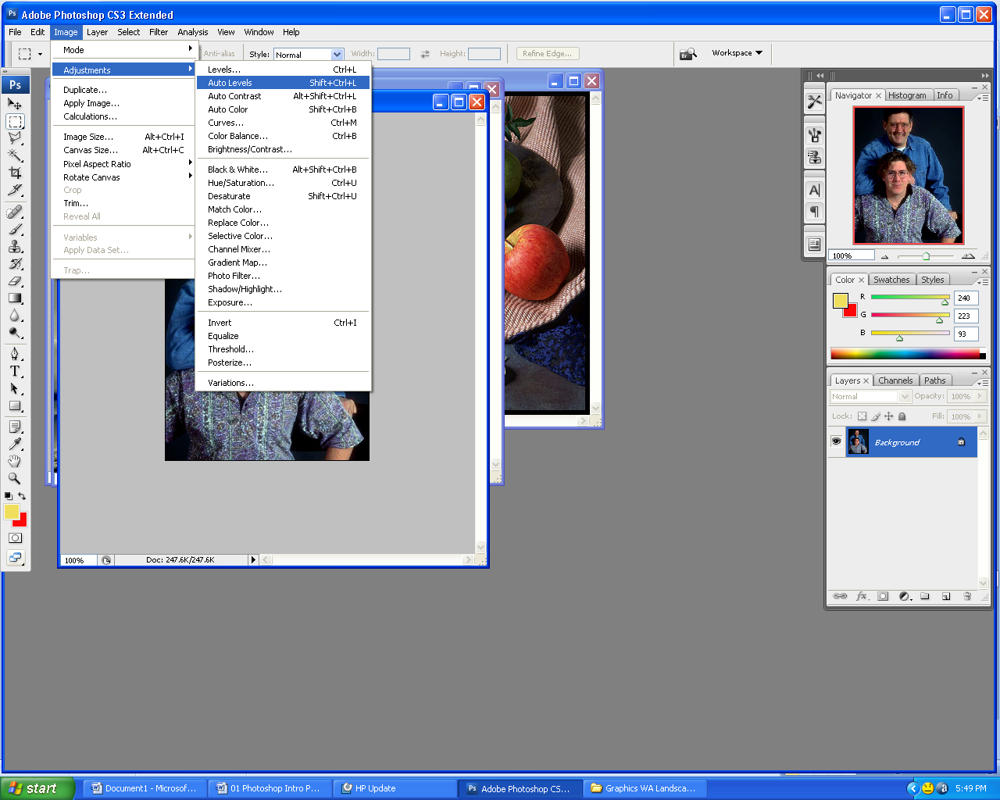 Ps Adobe Photoshop CS3 Extended
File Edit Image Layer Select Filter Analysis View Window Help
Anti-alias Style: Normal Width: Height: Refine Edge... Br Workspace
Mode
Adjustments
Duplicate...
Apply Image...
Calculations...
Image Size... Alt+Ctrl+I
Canvas Size... Alt+Ctrl+C
Pixel Aspect Ratio
Rotate Canvas
Crop
Trim...
Reveal All
Variables
Apply Data Set...
Trap...
Levels... Ctrl+L
Auto Levels Shift+Ctrl+L
Auto Contrast Alt+Shift+Ctrl+L
Auto Color Shift+Ctrl+B
Curves... Ctrl+M
Color Balance... Ctrl+B
Brightness/Contrast...
Black & White... Alt+Shift+Ctrl+B
Hue/Saturation... Ctrl+U
Desaturate Shift+Ctrl+U
Match Color...
Replace Color...
Selective Color...
Channel Mixer...
Gradient Map...
Photo Filter...
Shadow/Highlight...
Exposure...
Invert Ctrl+I
Equalize
Threshold...
Posterize...
Variations...
Ps
T
100% Doc: 247.6K/247.6K
A
Navigator Histogram Info
100%
Color Swatches Styles
R 240
G 223
B 93
Layers Channels Paths
Normal Opacity: 100%
Lock: Fill: 100%
Background
fx.
start Document1 - Microsof... 01 Photoshop Intro P... HP Update Ps Adobe Photoshop CS... Graphics WA Landsca... 5:49 PM